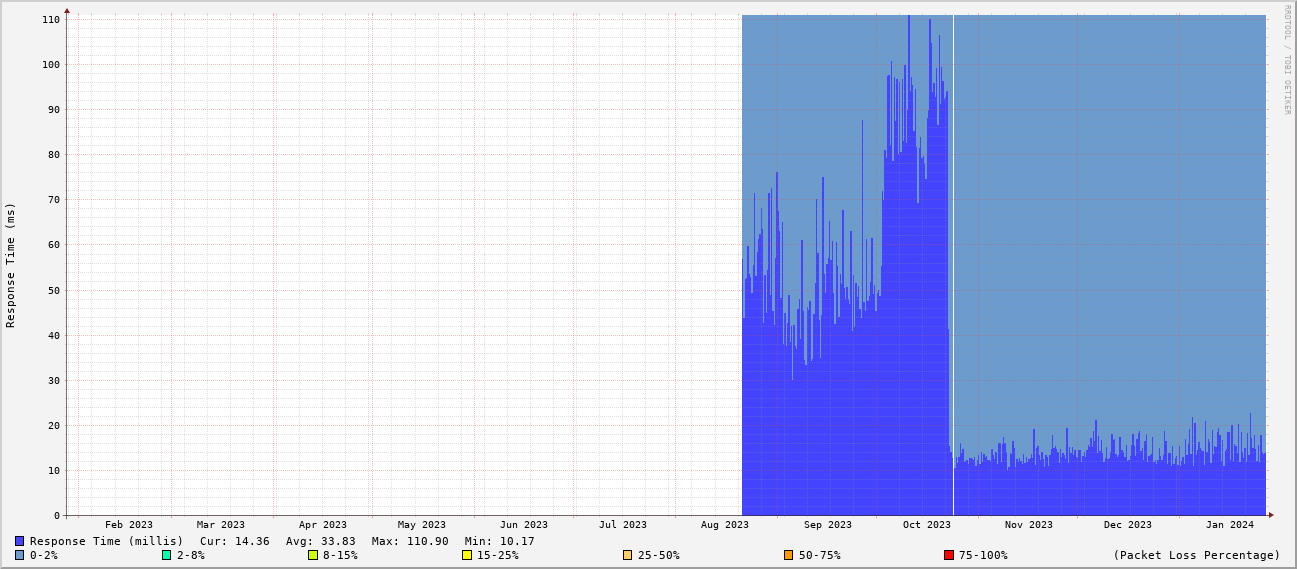 RRDTOOL / TOBI OETIKER
Response Time (ms)
110
100
90
80
70
60
50
40
30
20
10
0
Feb 2023 Mar 2023 Apr 2023 May 2023 Jun 2023 Jul 2023 Aug 2023 Sep 2023 Oct 2023 Nov 2023 Dec 2023 Jan 2024
Response Time (millis) Cur: 14.36 Avg: 33.83 Max: 110.90 Min: 10.17
0-2% 2-8% 8-15% 15-25% 25-50% 50-75% 75-100% (Packet Loss Percentage)